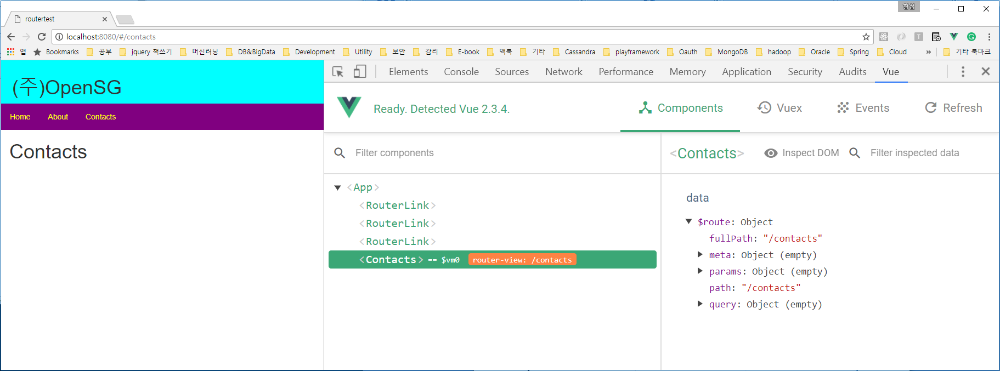 형섭
routertest
localhost:8080/#/contacts
앱 Bookmarks 공부 jquery 책쓰기 머신러닝 DB&BigData Development Utility 보안 감리 E-book 맥북 기타 Cassandra playframework Oauth MongoDB hadoop Oracle Spring Cloud » 기타 북마크
(주)OpenSG
Home About Contacts
Contacts
Elements Console Sources Network Performance Memory Application Security Audits Vue
Ready. Detected Vue 2.3.4. Components Vuex Events Refresh
Filter components
<Contacts> Inspect DOM Filter inspected data
<App>
<RouterLink>
<RouterLink>
<RouterLink>
<Contacts> == $vm0 router-view: /contacts
data
$route: Object
fullPath: "/contacts"
meta: Object (empty)
params: Object (empty)
path: "/contacts"
query: Object (empty)